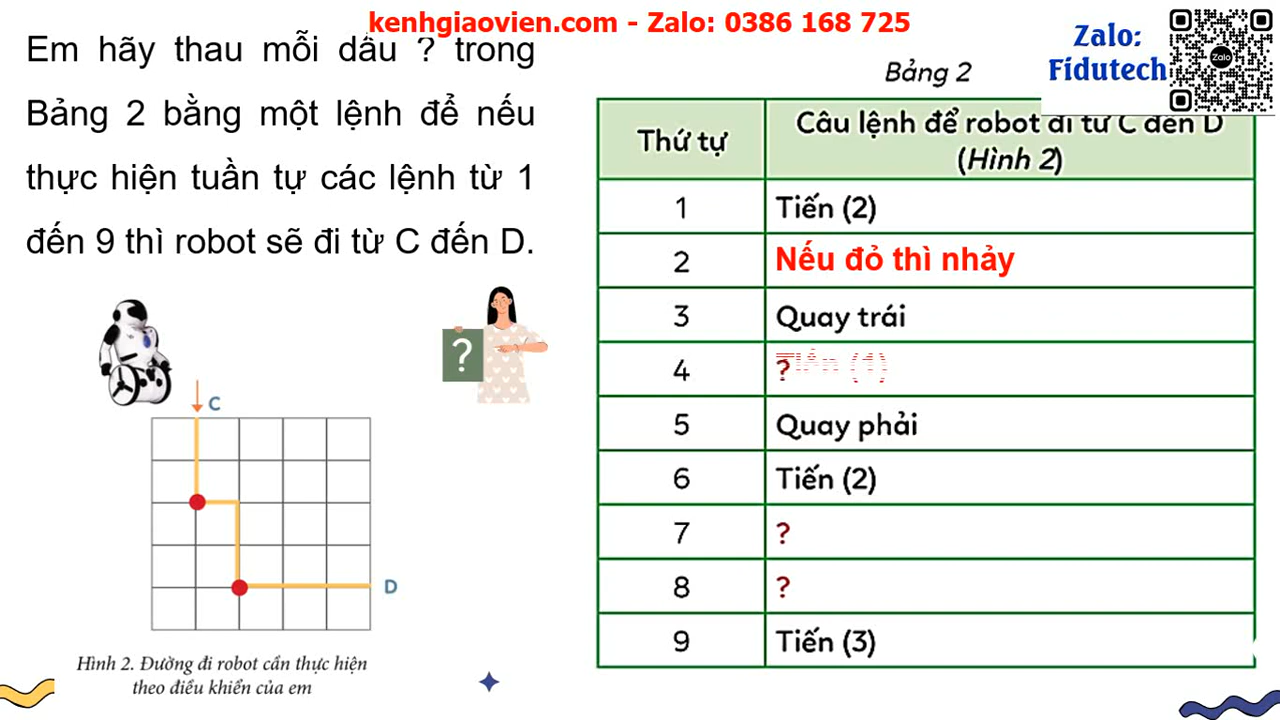 kenhgiaovien.com - Zalo: 0386 168 725
Em hãy thau mỗi dấu ? trong
Bảng 2 bằng một lệnh để nếu
thực hiện tuần tự các lệnh từ 1
đến 9 thì robot sẽ đi từ C đến D.
Zalo:
Fidutech
Zalo
Bảng 2
Thứ tự
Câu lệnh để robot đi từ C đến D
(Hình 2)
1 Tiến (2)
2 Nếu đỏ thì nhảy
3 Quay trái
4 ? Tiến (1)
5 Quay phải
6 Tiến (2)
7 ?
8 ?
9 Tiến (3)
?
C
D
Hình 2. Đường đi robot cần thực hiện
theo điều khiển của em